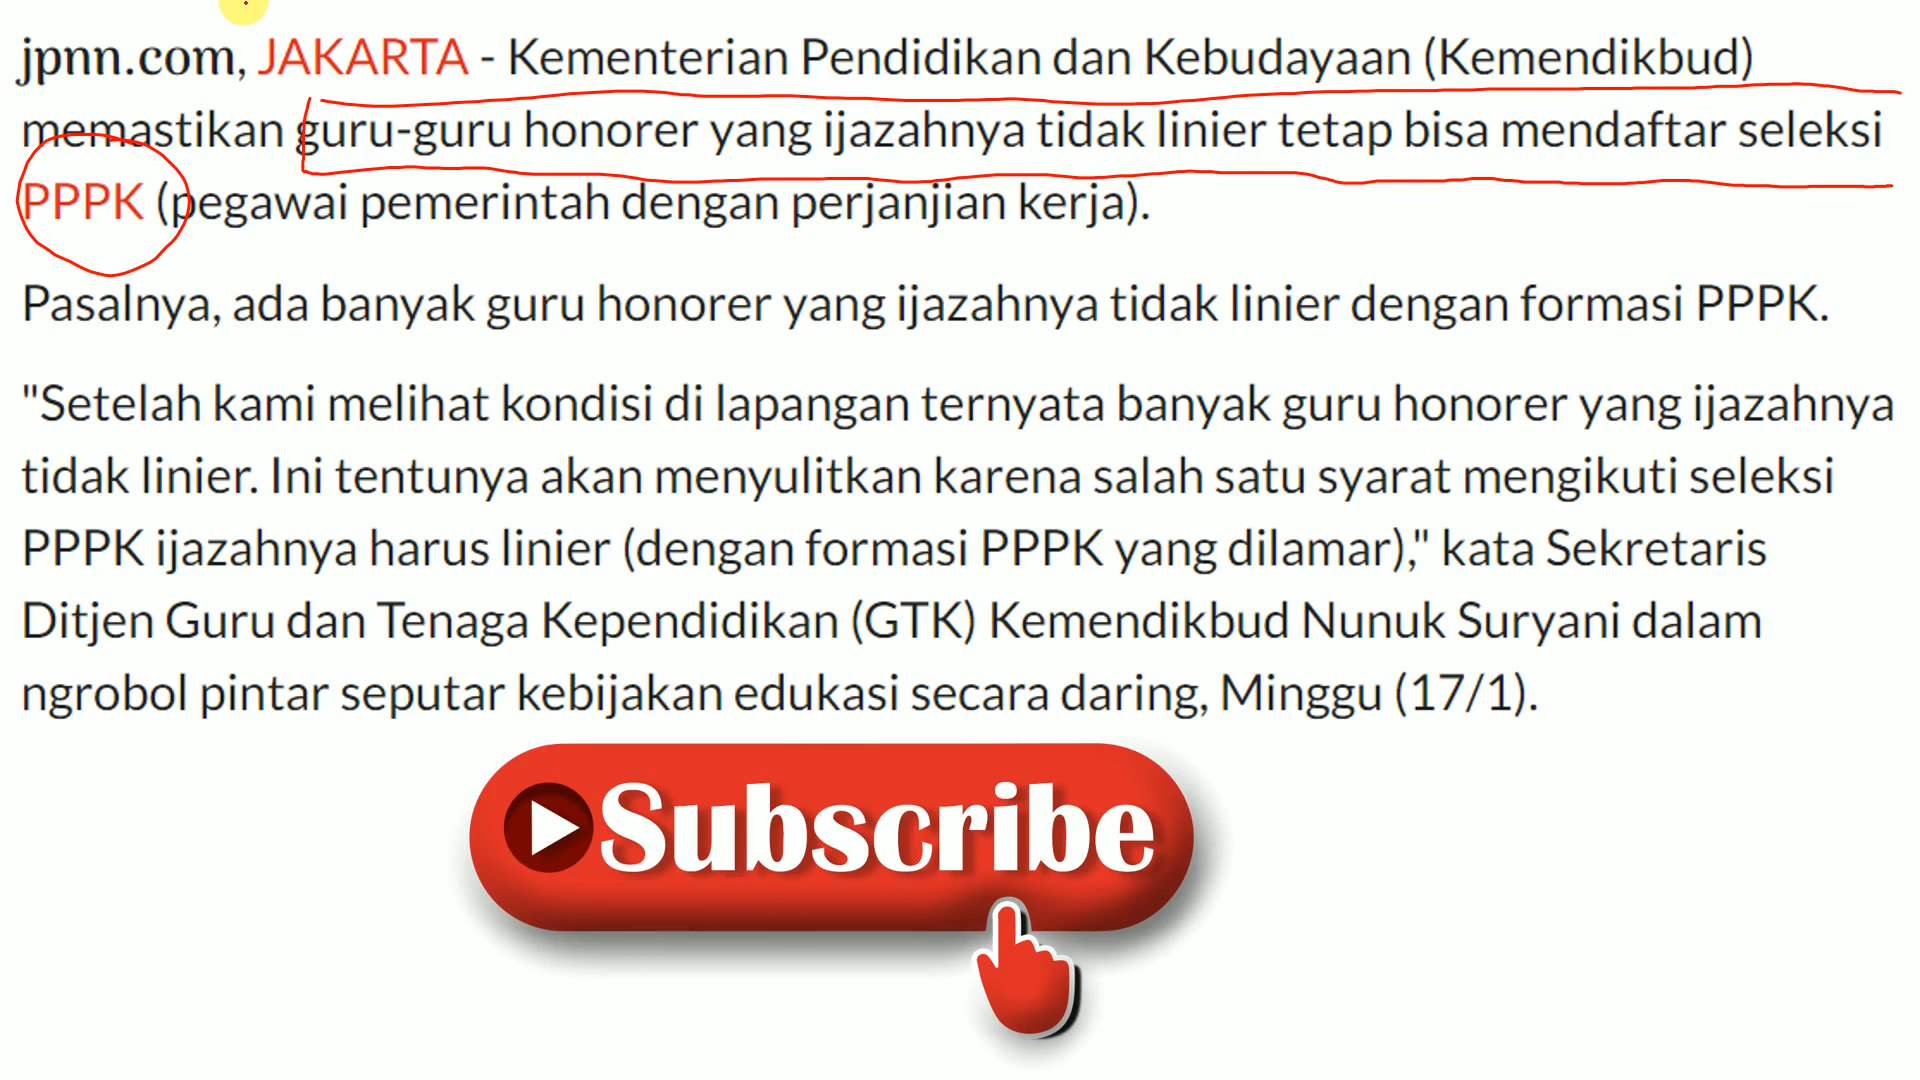 jpnn.com, JAKARTA - Kementerian Pendidikan dan Kebudayaan (Kemendikbud)
memastikan guru-guru honorer yang ijazahnya tidak linier tetap bisa mendaftar seleksi
PPPK (pegawai pemerintah dengan perjanjian kerja).
Pasalnya, ada banyak guru honorer yang ijazahnya tidak linier dengan formasi PPPK.
"Setelah kami melihat kondisi di lapangan ternyata banyak guru honorer yang ijazahnya
tidak linier. Ini tentunya akan menyulitkan karena salah satu syarat mengikuti seleksi
PPPK ijazahnya harus linier (dengan formasi PPPK yang dilamar)," kata Sekretaris
Ditjen Guru dan Tenaga Kependidikan (GTK) Kemendikbud Nunuk Suryani dalam
ngrobol pintar seputar kebijakan edukasi secara daring, Minggu (17/1).
Subscribe